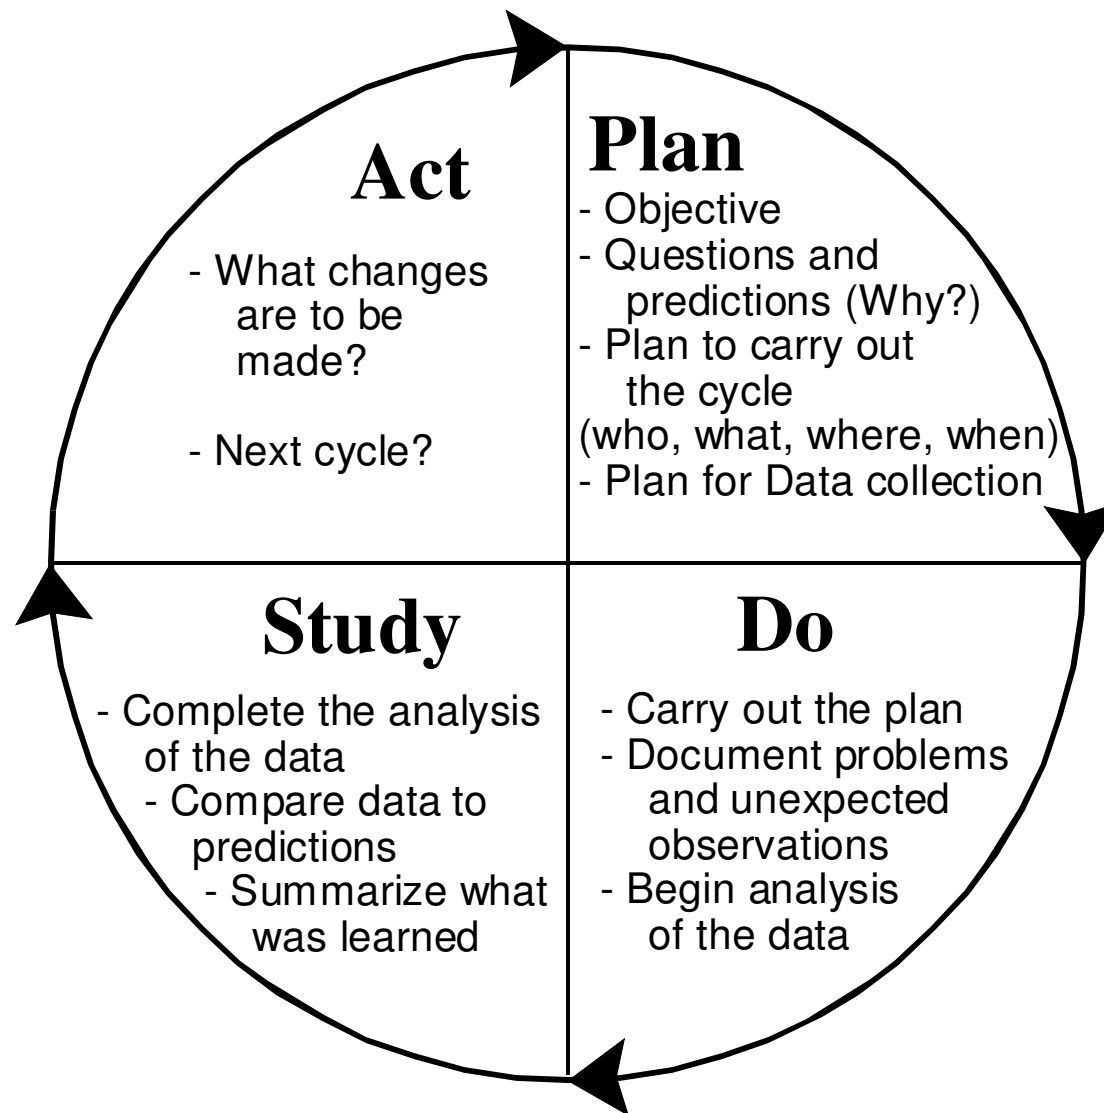 Act
- What changes
are to be
made?
- Next cycle?
Plan
- Objective
- Questions and
predictions (Why?)
- Plan to carry out
the cycle
(who, what, where, when)
- Plan for Data collection
Study
- Complete the analysis
of the data
- Compare data to
predictions
- Summarize what
was learned
Do
- Carry out the plan
- Document problems
and unexpected
observations
- Begin analysis
of the data